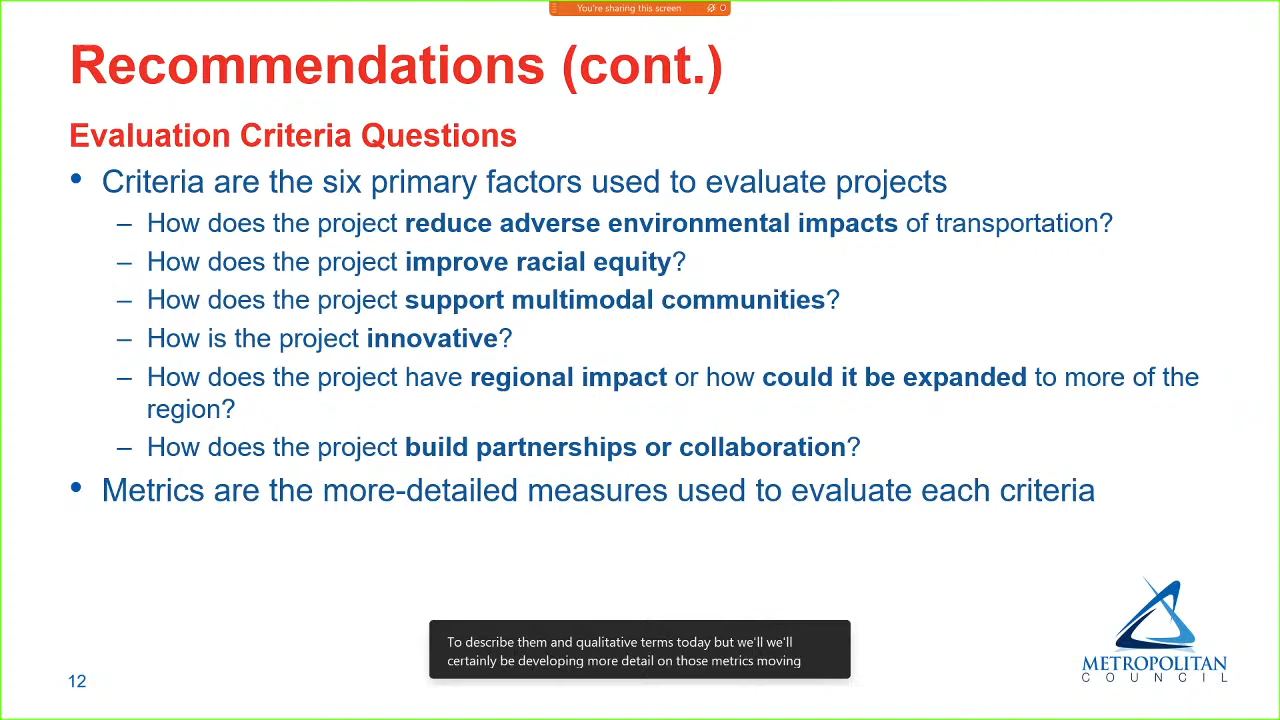 You're sharing this screen
Recommendations (cont.)
Evaluation Criteria Questions
• Criteria are the six primary factors used to evaluate projects
– How does the project reduce adverse environmental impacts of transportation?
– How does the project improve racial equity?
– How does the project support multimodal communities?
– How is the project innovative?
– How does the project have regional impact or how could it be expanded to more of the
region?
– How does the project build partnerships or collaboration?
• Metrics are the more-detailed measures used to evaluate each criteria
To describe them and qualitative terms today but we'll we'll
certainly be developing more detail on those metrics moving
METROPOLITAN
COUNCIL
12